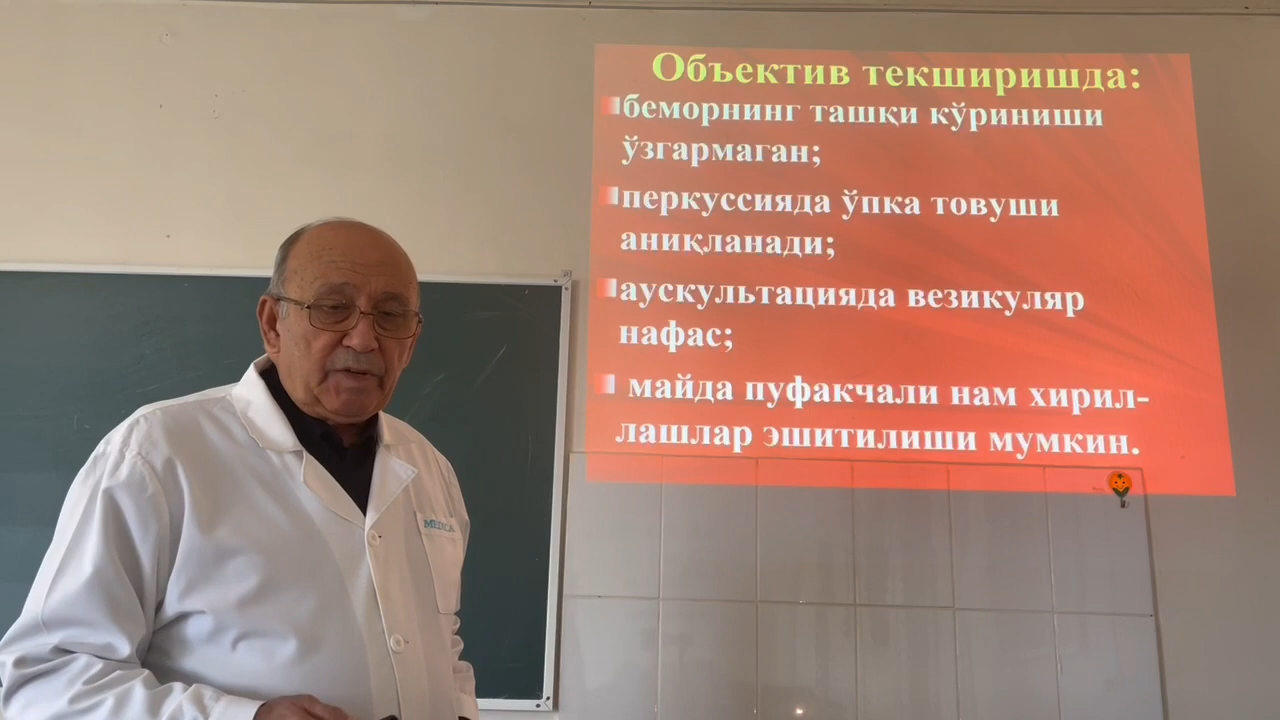 Объектив текширишда:
беморнинг ташқи кўриниши
ўзгармаган;
перкуссияда ўпка товуши
аниқланади;
аускультацияда везикуляр
нафас;
майда пуфакчали нам хирил-
лашлар эшитилиши мумкин.